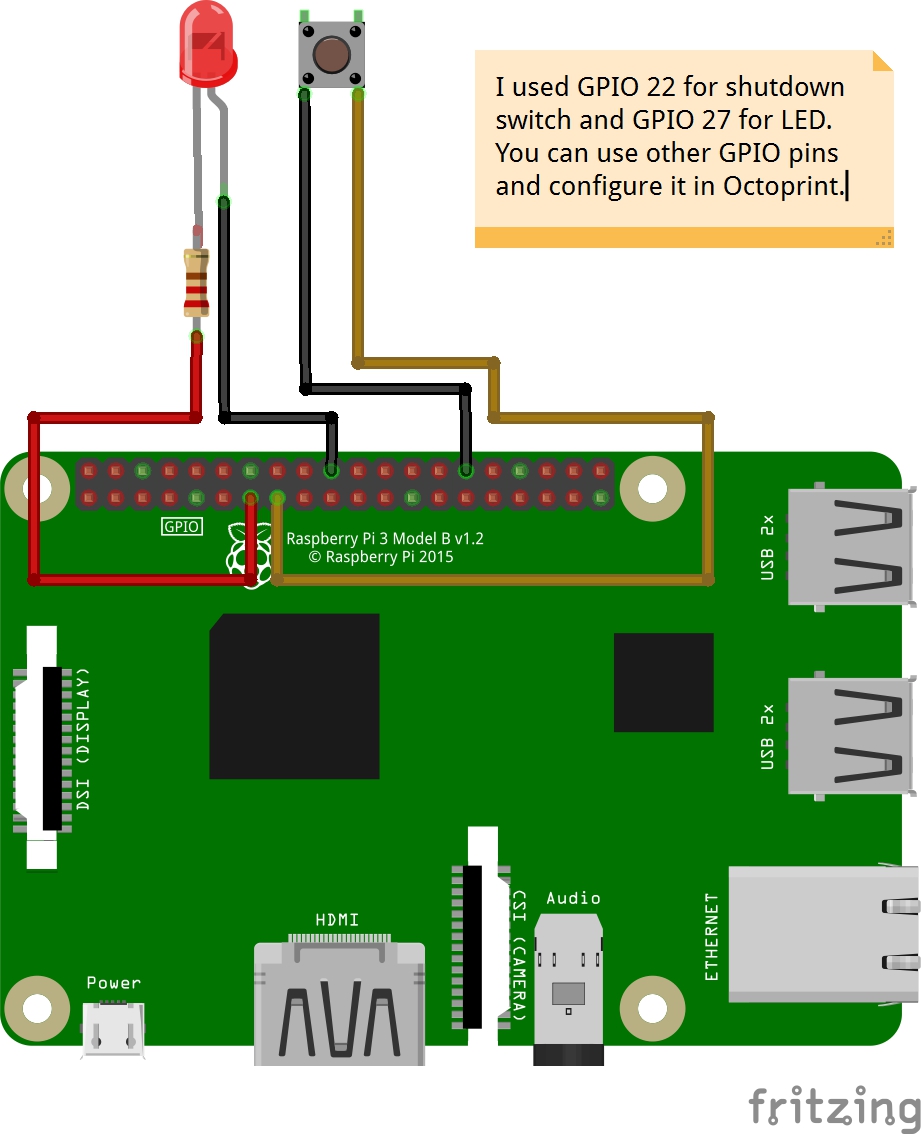 I used GPIO 22 for shutdown
switch and GPIO 27 for LED.
You can use other GPIO pins
and configure it in Octoprint.
GPIO
Raspberry Pi 3 Model B v1.2
© Raspberry Pi 2015
USB 2x
DSI (DISPLAY)
USB 2x
HDMI
CSI (CAMERA)
Audio
ETHERNET
Power
fritzing